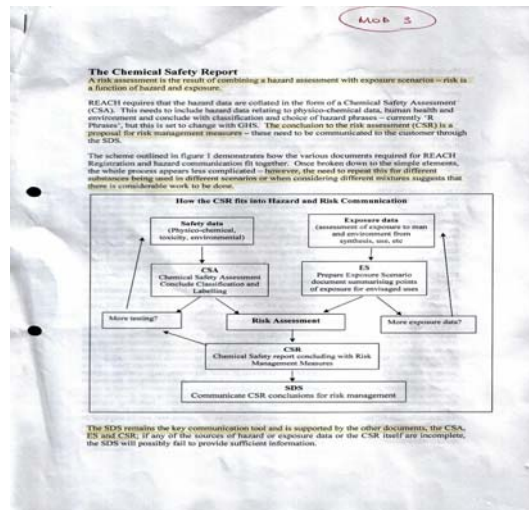 MOD 3
The Chemical Safety Report
A risk assessment is the result of combining a hazard assessment with exposure scenarios – risk is
a function of hazard and exposure.
REACH requires that the hazard data are collated in the form of a Chemical Safety Assessment
(CSA). This needs to include hazard data relating to physico-chemical data, human health and
environment and conclude with classification and choice of hazard phrases – currently 'R
Phrases', but this is set to change with GHS. The conclusion to the risk assessment (CSR) is a
proposal for risk management measures – these need to be communicated to the customer through
the SDS.
The scheme outlined in figure 1 demonstrates how the various documents required for REACH
Registration and hazard communication fit together. Once broken down to the simple elements,
the whole process appears less complicated – however, the need to repeat this for different
substances being used in different scenarios or when considering different mixtures suggests that
there is considerable work to be done.
How the CSR fits into Hazard and Risk Communication
Safety data
(Physico-chemical,
toxicity, environmental)
Exposure data
(assessment of exposure to man
and environment from
synthesis, use, etc
CSA
Chemical Safety Assessment
Conclude Classification and
Labelling
ES
Prepare Exposure Scenario
document summarising points
of exposure for envisaged uses
More testing?
Risk Assessment
More exposure data?
CSR
Chemical Safety report concluding with Risk
Management Measures
SDS
Communicate CSR conclusions for risk management
The SDS remains the key communication tool and is supported by the other documents, the CSA,
ES and CSR; if any of the sources of hazard or exposure data or the CSR itself are incomplete,
the SDS will possibly fail to provide sufficient information.